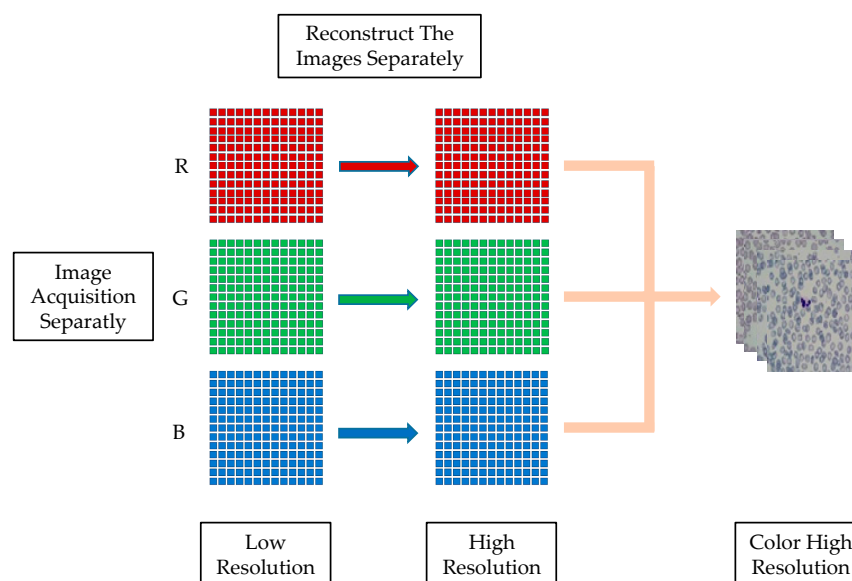 Reconstruct The
Images Separately
R
Image
Acquisition
Separatly
G
B
Low
Resolution
High
Resolution
Color High
Resolution